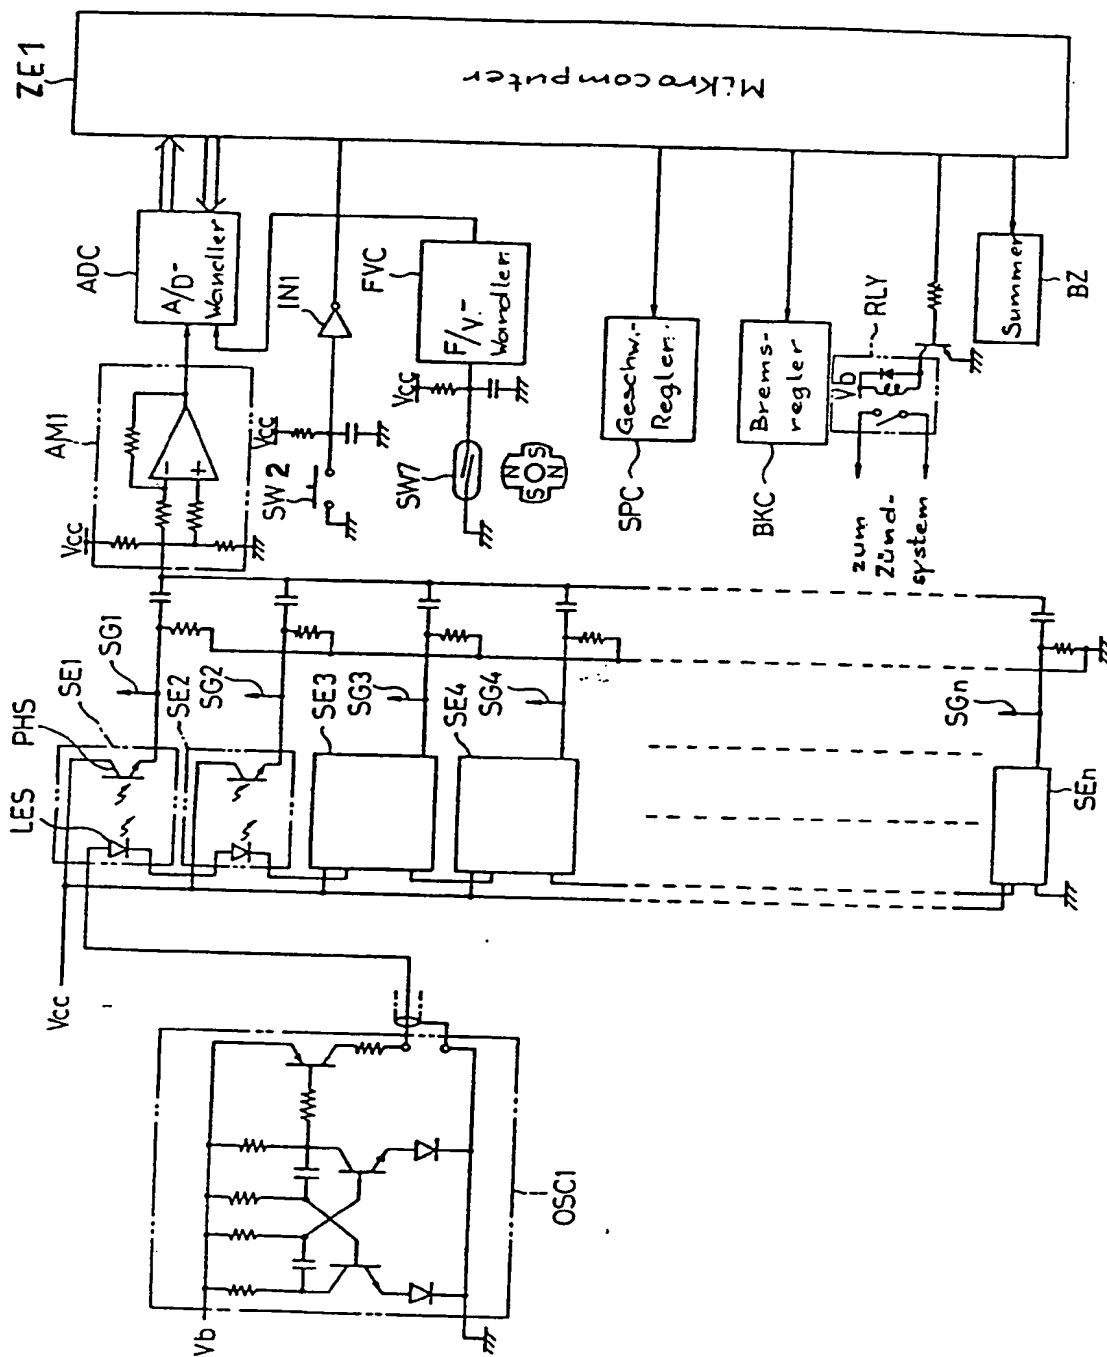 ZE1
Mikrocomputer
ADC
A/D-
Wandler
AM1
Vcc
IN1
Vcc
SW2
FVC
F/V.-
Wandler.
Vcc
SW7
N
S
N
S
SPC
Geschw.-
Regler.
BKC
Brems-
regler
RLY
Vb
zum
Zünd-
system
Summer
BZ
LES
PHS
SE1
SG1
SE2
SG2
SE3
SG3
SE4
SG4
SGn
SEn
Vcc
OSC1
Vb